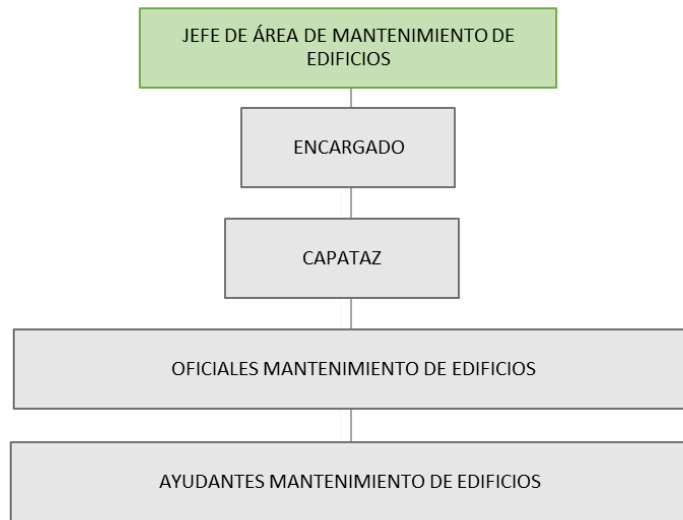 JEFE DE ÁREA DE MANTENIMIENTO DE
EDIFICIOS
ENCARGADO
CAPATAZ
OFICIALES MANTENIMIENTO DE EDIFICIOS
AYUDANTES MANTENIMIENTO DE EDIFICIOS